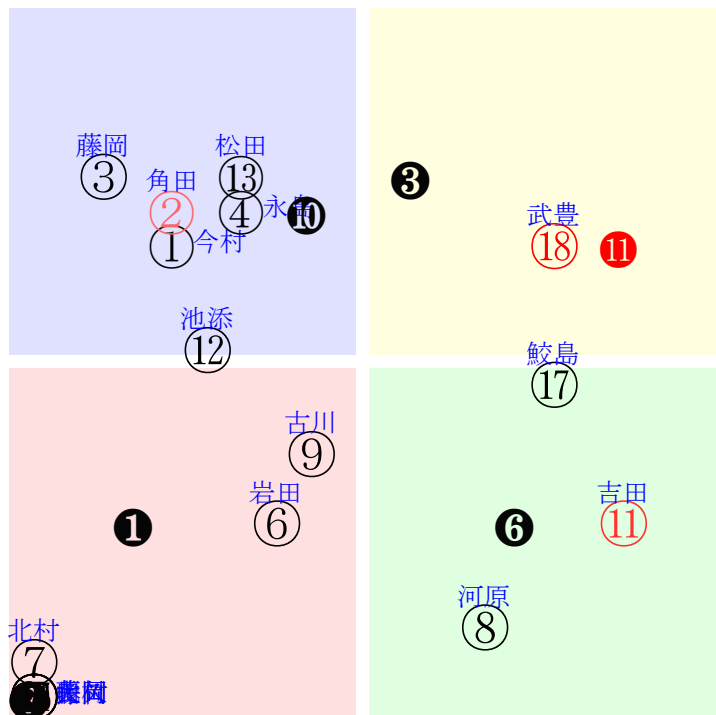 藤岡
③
松田
⑬
角田
②
永島
④
❿
今村
①
池添
⑫
❸
武豊
⑱
⓫
古川
⑨
岩田
⑥
❶
北村
⑦
鮫島
⑰
吉田
⑪
❻
河原
⑧